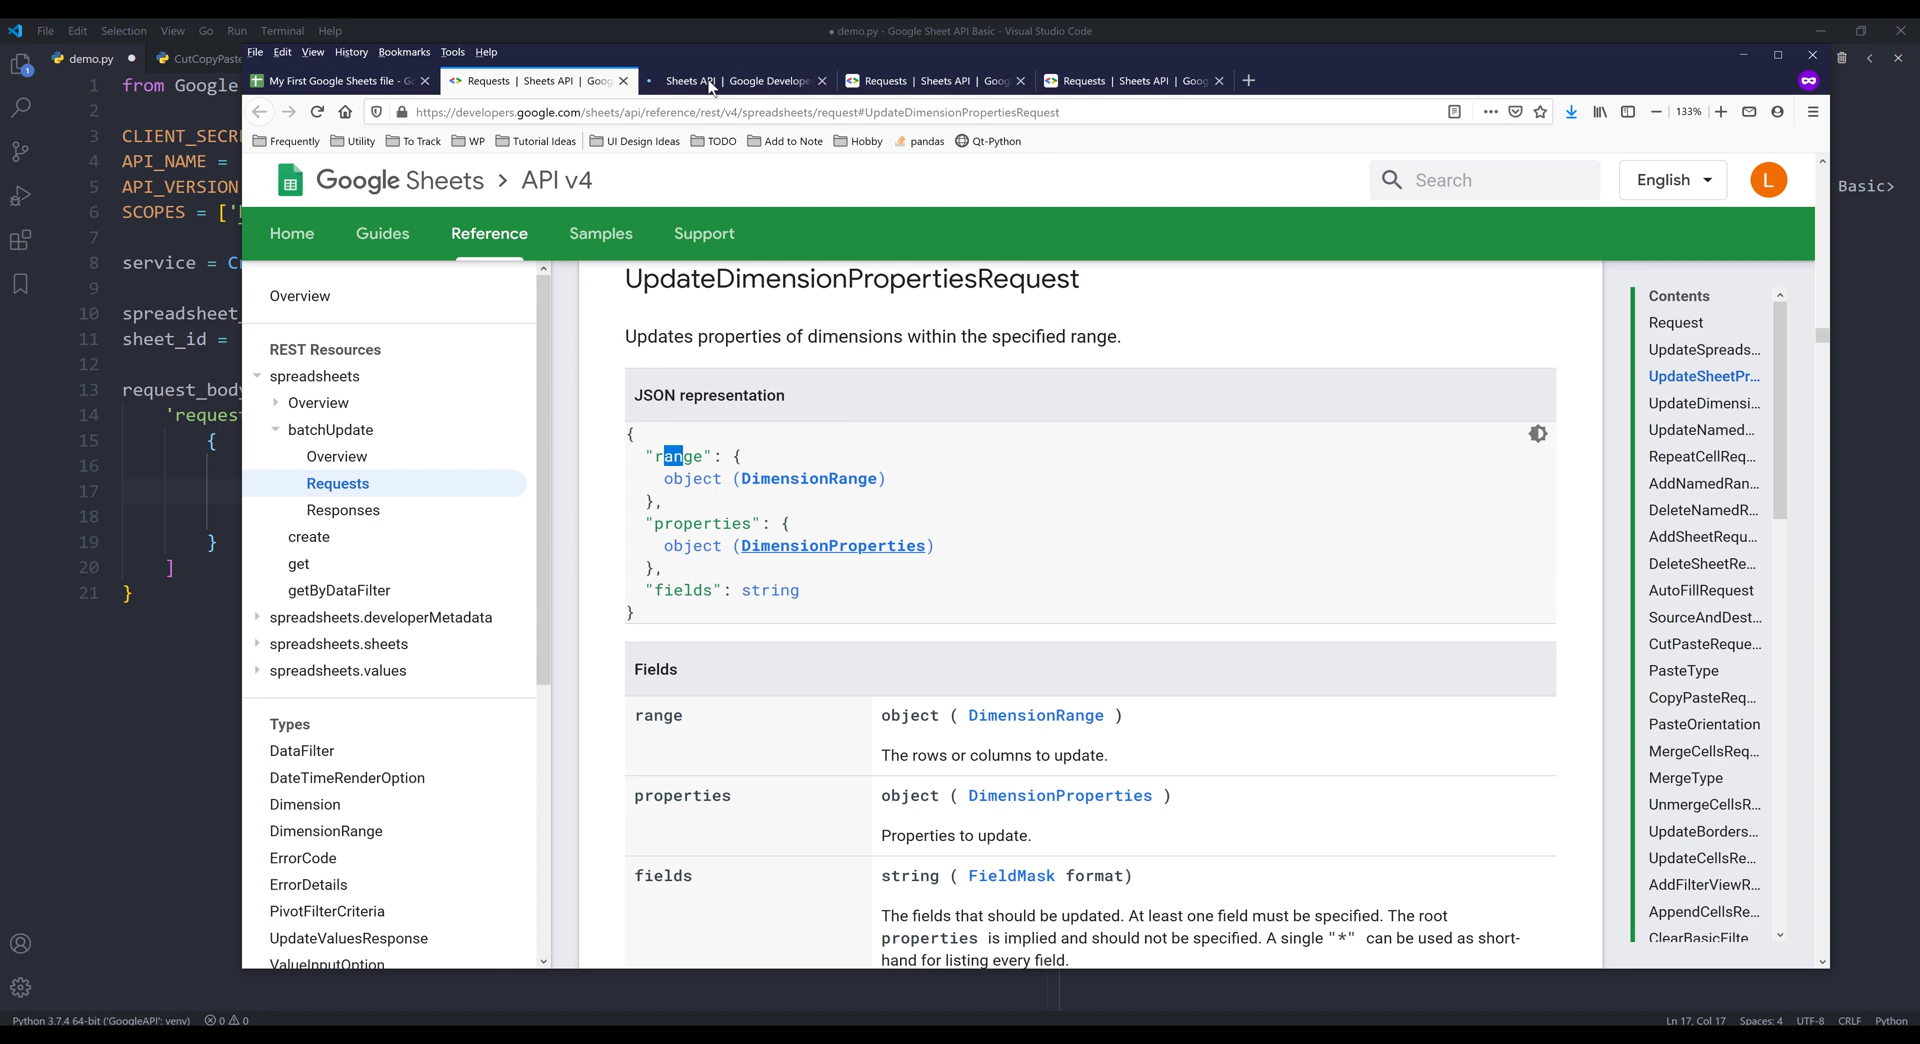 File Edit Selection View Go Run Terminal Help
● demo.py - Google Sheet API Basic - Visual Studio Code
demo.py
CutCopyPaste
File Edit View History Bookmarks Tools Help
My First Google Sheets file - Go
Requests | Sheets API | Goog
Sheets API | Google Develope
Requests | Sheets API | Goog
Requests | Sheets API | Goog
https://developers.google.com/sheets/api/reference/rest/v4/spreadsheets/request#UpdateDimensionPropertiesRequest
133%
Frequently Utility To Track WP Tutorial Ideas UI Design Ideas TODO Add to Note Hobby pandas Qt-Python
1 from Google
2
3 CLIENT_SECR
4 API_NAME =
5 API_VERSION
6 SCOPES = ['
7
8 service = Cr
9
10 spreadsheet_
11 sheet_id =
12
13 request_body
14 'request
15 {
16
17
18
19 }
20 ]
21 }
Basic>
Google Sheets > API v4
Search
English
L
Home Guides Reference Samples Support
Overview
REST Resources
spreadsheets
Overview
batchUpdate
Overview
Requests
Responses
create
get
getByDataFilter
spreadsheets.developerMetadata
spreadsheets.sheets
spreadsheets.values
Types
DataFilter
DateTimeRenderOption
Dimension
DimensionRange
ErrorCode
ErrorDetails
PivotFilterCriteria
UpdateValuesResponse
ValueInputOption
UpdateDimensionPropertiesRequest
Updates properties of dimensions within the specified range.
JSON representation
{
"range": {
object (DimensionRange)
},
"properties": {
object (DimensionProperties)
},
"fields": string
}
Fields
range
object ( DimensionRange )
The rows or columns to update.
properties
object ( DimensionProperties )
Properties to update.
fields
string ( FieldMask format)
The fields that should be updated. At least one field must be specified. The root
properties is implied and should not be specified. A single "*" can be used as short-
hand for listing every field.
Contents
Request
UpdateSpreads...
UpdateSheetPr...
UpdateDimensi...
UpdateNamed...
RepeatCellReq...
AddNamedRan...
DeleteNamedR...
AddSheetRequ...
DeleteSheetRe...
AutoFillRequest
SourceAndDest...
CutPasteReque...
PasteType
CopyPasteReq...
PasteOrientation
MergeCellsReq...
MergeType
UnmergeCellsR...
UpdateBorders...
UpdateCellsRe...
AddFilterViewR...
AppendCellsRe...
ClearBasicFilte...
1
Python 3.7.4 64-bit ('GoogleAPI': venv) 0 0
Ln 17, Col 17 Spaces: 4 UTF-8 CRLF Python